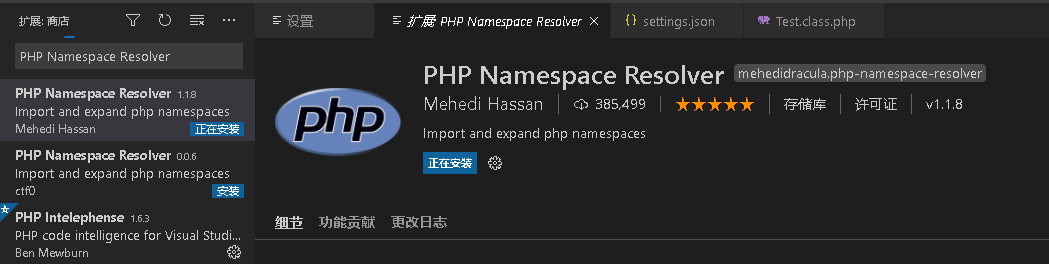 扩展: 商店
PHP Namespace Resolver
PHP Namespace Resolver 1.1.8
Import and expand php namespaces
Mehedi Hassan 正在安装
PHP Namespace Resolver 0.0.6
Import and expand php namespaces
ctf0 安装
PHP Intelephense 1.6.3
PHP code intelligence for Visual Studi...
Ben Mewburn
设置
扩展 PHP Namespace Resolver
{} settings.json
Test.class.php
php
PHP Namespace Resolver mehedidracula.php-namespace-resolver
Mehedi Hassan 385,499 存储库 许可证 v1.1.8
Import and expand php namespaces
正在安装
细节 功能贡献 更改日志